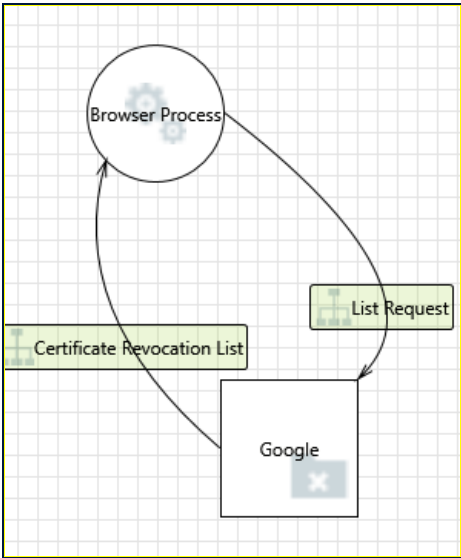 Browser Process
List Request
Certificate Revocation List
Google